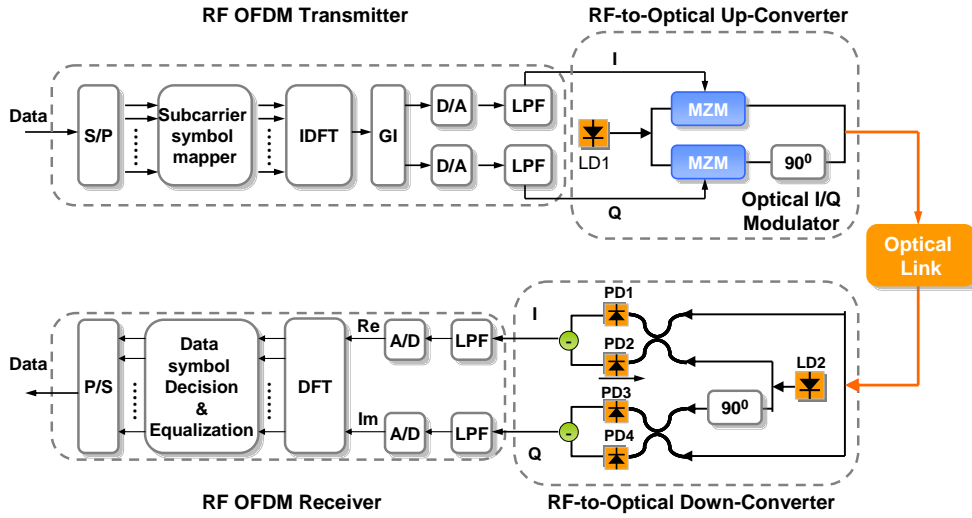 RF OFDM Transmitter
RF-to-Optical Up-Converter
Data
S/P
Subcarrier
symbol
mapper
IDFT
GI
D/A
LPF
D/A
LPF
I
Q
LD1
MZM
MZM
90⁰
Optical I/Q
Modulator
Optical
Link
Data
P/S
Data
symbol
Decision
&
Equalization
DFT
Re
Im
A/D
LPF
A/D
LPF
I
Q
-
-
PD1
PD2
PD3
PD4
90⁰
LD2
RF OFDM Receiver
RF-to-Optical Down-Converter